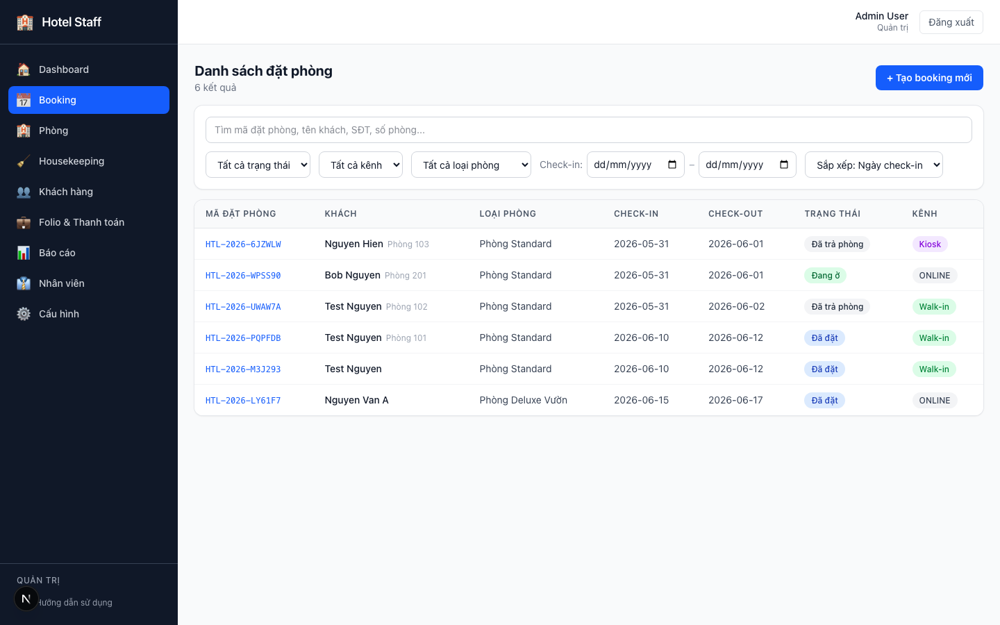 Hotel Staff
Admin User
Quản trị
Đăng xuất
Dashboard
Booking
Phòng
Housekeeping
Khách hàng
Folio & Thanh toán
Báo cáo
Nhân viên
Cấu hình
QUẢN TRỊ
Hướng dẫn sử dụng
N
Danh sách đặt phòng
6 kết quả
+ Tạo booking mới
Tìm mã đặt phòng, tên khách, SĐT, số phòng...
Tất cả trạng thái Tất cả kênh Tất cả loại phòng Check-in: dd/mm/yyyy – dd/mm/yyyy Sắp xếp: Ngày check-in
MÃ ĐẶT PHÒNG KHÁCH LOẠI PHÒNG CHECK-IN CHECK-OUT TRẠNG THÁI KÊNH
HTL-2026-6JZWLW Nguyen Hien Phòng 103 Phòng Standard 2026-05-31 2026-06-01 Đã trả phòng Kiosk
HTL-2026-WPSS90 Bob Nguyen Phòng 201 Phòng Standard 2026-05-31 2026-06-01 Đang ở ONLINE
HTL-2026-UWAW7A Test Nguyen Phòng 102 Phòng Standard 2026-05-31 2026-06-02 Đã trả phòng Walk-in
HTL-2026-PQPFDB Test Nguyen Phòng 101 Phòng Standard 2026-06-10 2026-06-12 Đã đặt Walk-in
HTL-2026-M3J293 Test Nguyen Phòng Standard 2026-06-10 2026-06-12 Đã đặt Walk-in
HTL-2026-LY61F7 Nguyen Van A Phòng Deluxe Vườn 2026-06-15 2026-06-17 Đã đặt ONLINE